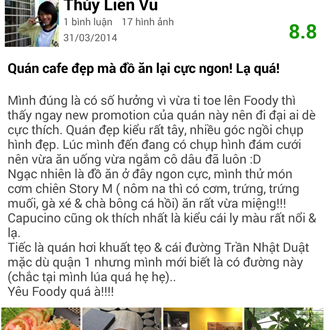 Thùy Liên Vũ
1 bình luận   17 hình ảnh
31/03/2014
8.8
Quán cafe đẹp mà đồ ăn lại cực ngon! Lạ quá!
Mình đúng là có số hưởng vì vừa ti toe lên Foody thì
thấy ngay new promotion của quán này nên đi đại ai dè
cực thích. Quán đẹp kiểu rất tây, nhiều góc ngồi chụp
hình đẹp. Lúc mình đến đang có chụp hình đám cưới
nên vừa ăn uống vừa ngắm cô dâu đã luôn :D
Ngạc nhiên là đồ ăn ở đây ngon cực, mình thử món
cơm chiên Story M ( nôm na thì có cơm, trứng, trứng
muối, gà xé & chà bông cá hồi) ăn rất vừa miệng!!!
Capucino cũng ok thích nhất là kiểu cái ly màu rất nổi &
lạ.
Tiếc là quán hơi khuất tẹo & cái đường Trần Nhật Duật
mặc dù quận 1 nhưng mình mới biết là có đường này
(chắc tại mình lúa quá hẹ hẹ)..
Yêu Foody quá à!!!!